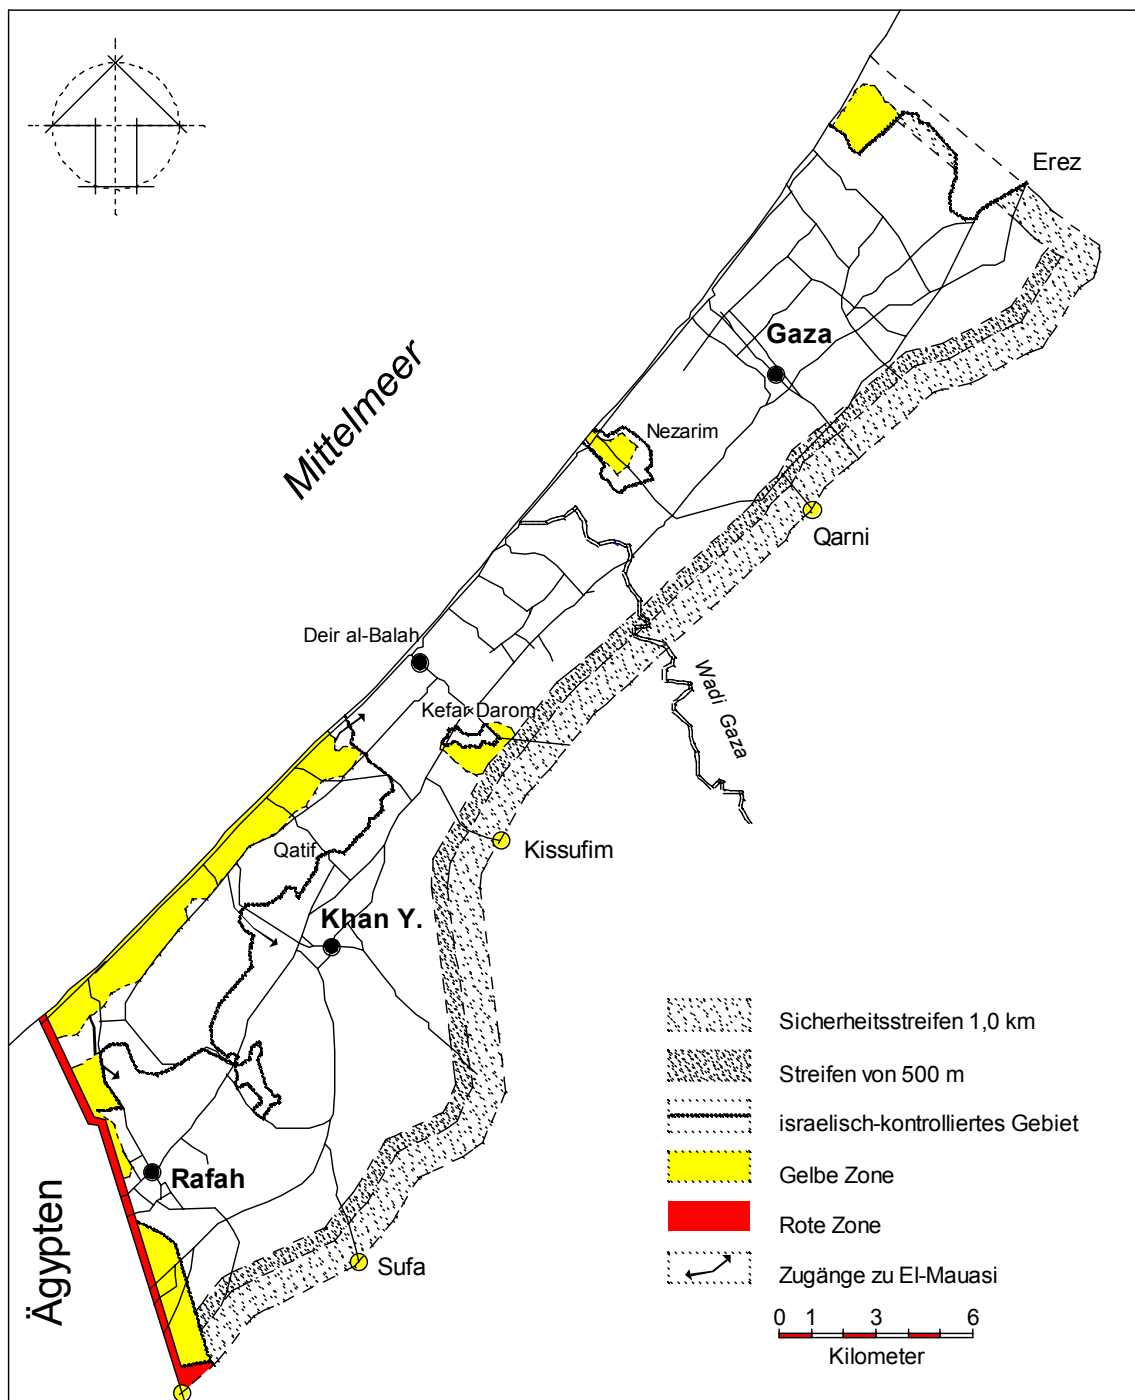 Erez
Gaza
Mittelmeer
Nezarim
Qarni
Deir al-Balah
Wadi Gaza
Kefar Darom
Qatif
Kissufim
Khan Y.
Sicherheitsstreifen 1,0 km
Streifen von 500 m
israelisch-kontrolliertes Gebiet
Gelbe Zone
Rote Zone
Zugänge zu El-Mauasi
0 1 3 6
Kilometer
Rafah
Ägypten
Sufa